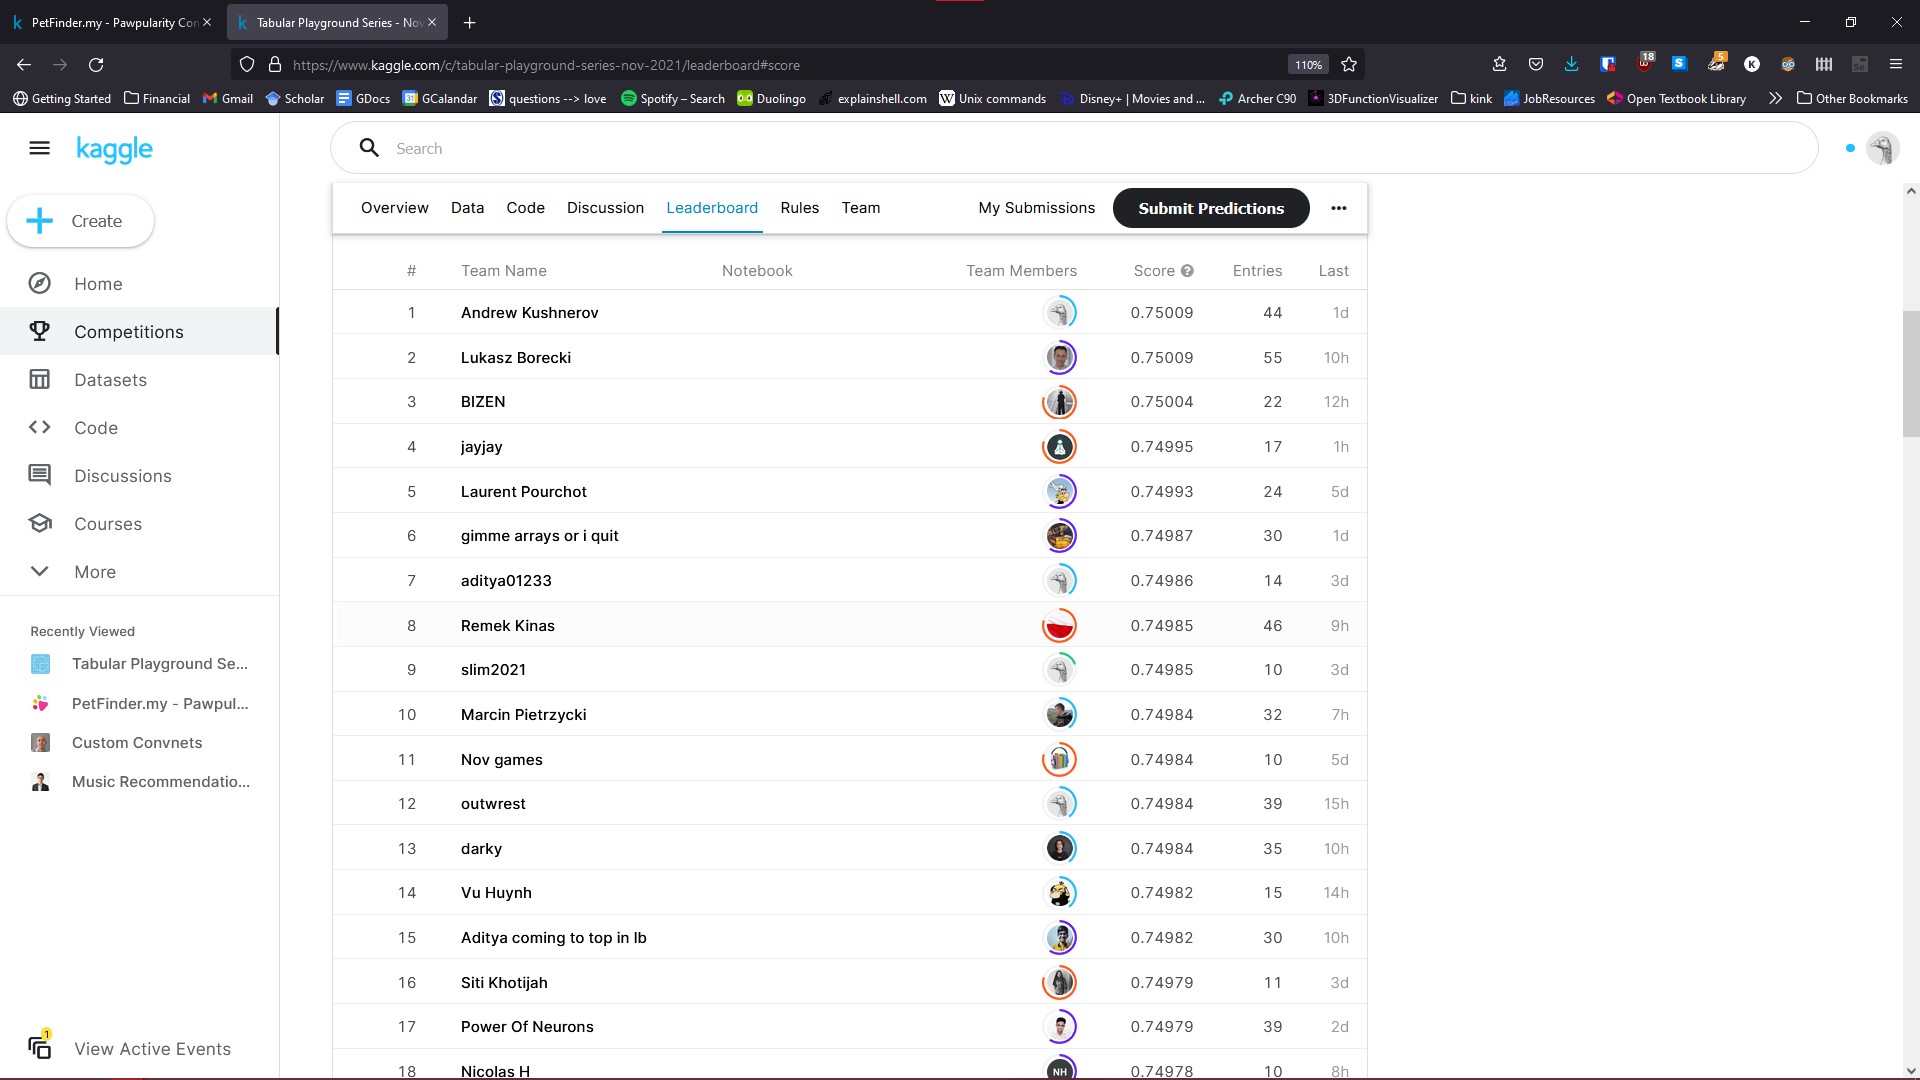 PetFinder.my - Pawpularity Con
Tabular Playground Series - Nov
https://www.kaggle.com/c/tabular-playground-series-nov-2021/leaderboard#score
110%
18
5
Getting Started Financial Gmail Scholar GDocs GCalandar questions --> love Spotify – Search Duolingo explainshell.com Unix commands Disney+ | Movies and ... Archer C90 3DFunctionVisualizer kink JobResources Open Textbook Library Other Bookmarks
kaggle
Search
Create
Home
Competitions
Datasets
Code
Discussions
Courses
More
Recently Viewed
Tabular Playground Se...
PetFinder.my - Pawpul...
Custom Convnets
Music Recommendatio...
1
View Active Events
Overview Data Code Discussion Leaderboard Rules Team My Submissions Submit Predictions
# Team Name Notebook Team Members Score Entries Last
1 Andrew Kushnerov 0.75009 44 1d
2 Lukasz Borecki 0.75009 55 10h
3 BIZEN 0.75004 22 12h
4 jayjay 0.74995 17 1h
5 Laurent Pourchot 0.74993 24 5d
6 gimme arrays or i quit 0.74987 30 1d
7 aditya01233 0.74986 14 3d
8 Remek Kinas 0.74985 46 9h
9 slim2021 0.74985 10 3d
10 Marcin Pietrzycki 0.74984 32 7h
11 Nov games 0.74984 10 5d
12 outwrest 0.74984 39 15h
13 darky 0.74984 35 10h
14 Vu Huynh 0.74982 15 14h
15 Aditya coming to top in lb 0.74982 30 10h
16 Siti Khotijah 0.74979 11 3d
17 Power Of Neurons 0.74979 39 2d
18 Nicolas H NH 0.74978 10 8h